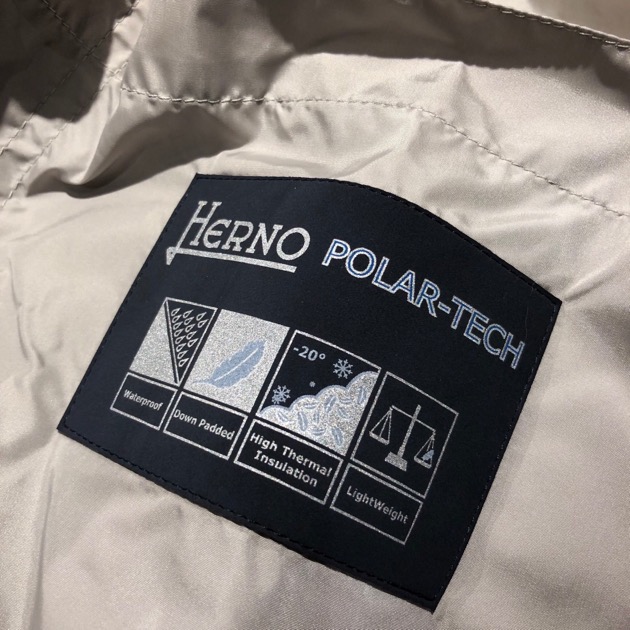 HERNO POLAR-TECH
-20°
Waterproof
Down Padded
High Thermal
Insulation
LightWeight